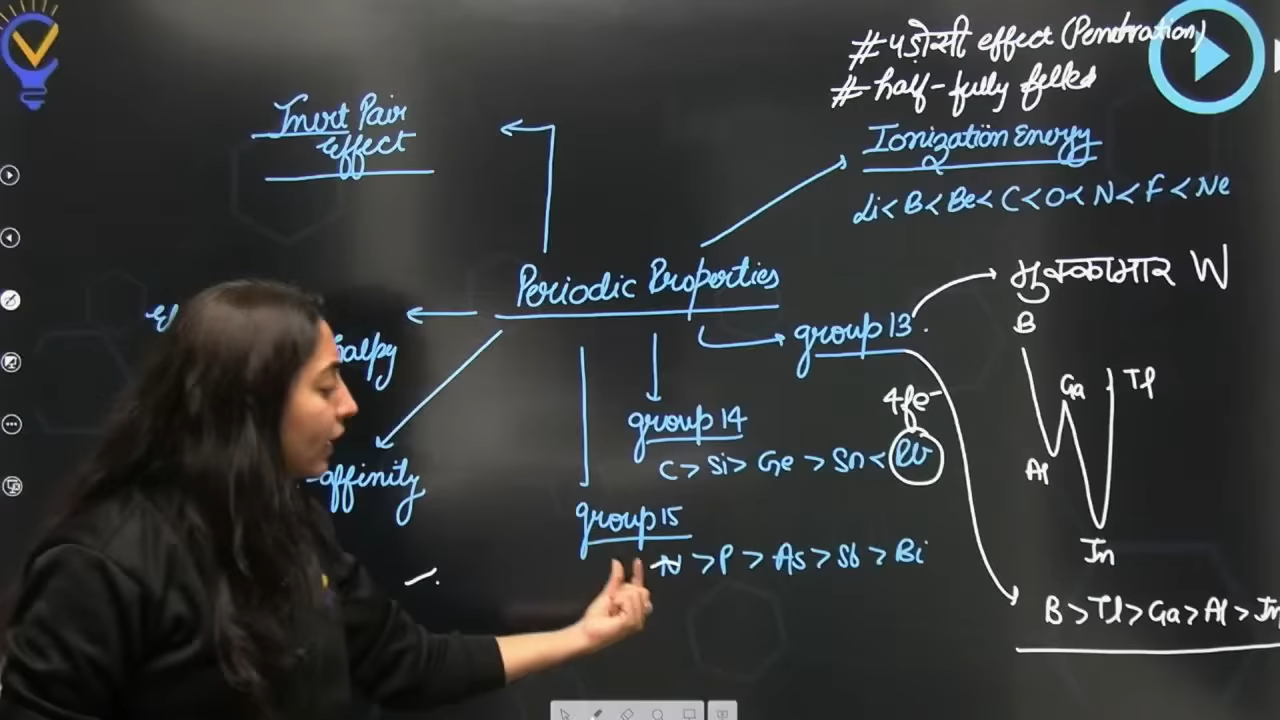 #पड़ोसी effect (Penetration)
#half-fully filled
Inert Pair
effect
Ionization Energy
Li < B < Be < C < O < N < F < Ne
Periodic Properties
group 13
मुक्कामार W
B
Ga
Tl
Al
In
halpy
group 14
4fe-
C > Si > Ge > Sn < Pb
affinity
group 15
N > P > As > Sb > Bi
B > Tl > Ga > Al > In